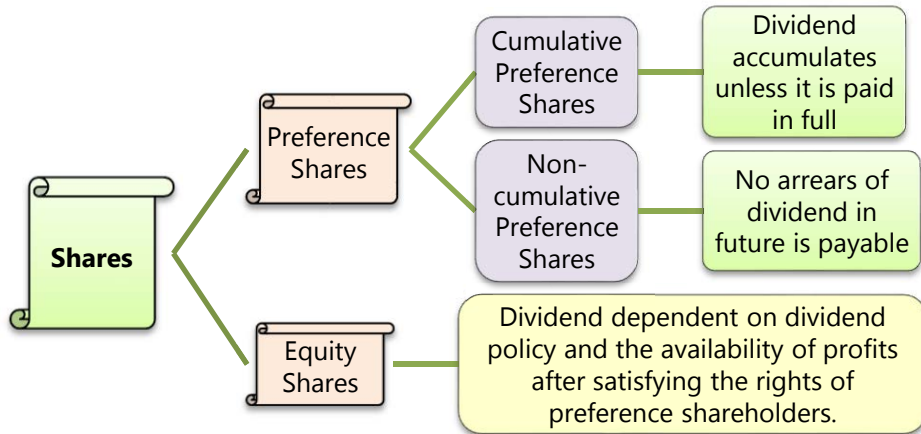 Shares
Preference
Shares
Cumulative
Preference
Shares
Dividend
accumulates
unless it is paid
in full
Non-
cumulative
Preference
Shares
No arrears of
dividend in
future is payable
Equity
Shares
Dividend dependent on dividend
policy and the availability of profits
after satisfying the rights of
preference shareholders.